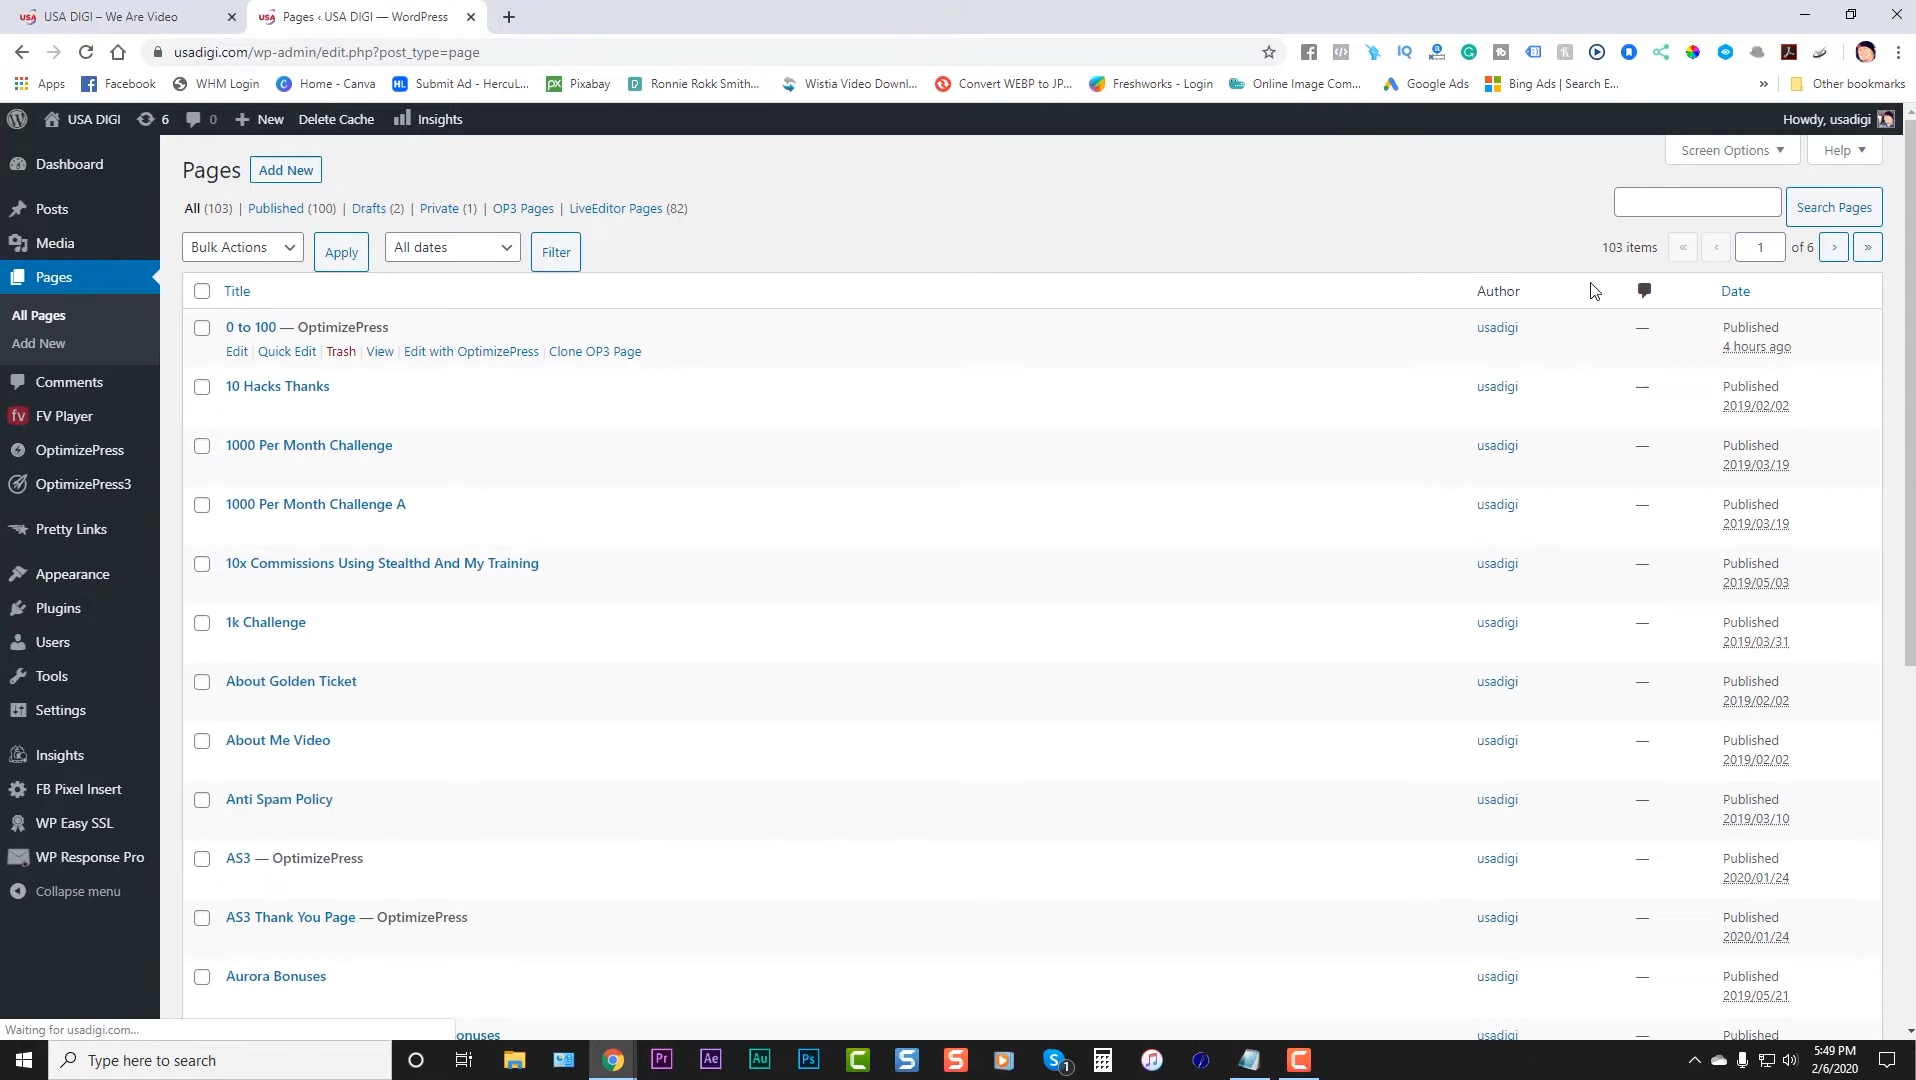 USA DIGI – We Are Video
Pages ‹ USA DIGI — WordPress
usadigi.com/wp-admin/edit.php?post_type=page
Apps Facebook WHM Login Home - Canva Submit Ad - HercuL... Pixabay Ronnie Rokk Smith... Wistia Video Downl... Convert WEBP to JP... Freshworks - Login Online Image Com... Google Ads Bing Ads | Search E... » Other bookmarks
USA DIGI 6 0 New Delete Cache Insights Howdy, usadigi
Dashboard
Posts
Media
Pages
All Pages
Add New
Comments
FV Player
OptimizePress
OptimizePress3
Pretty Links
Appearance
Plugins
Users
Tools
Settings
Insights
FB Pixel Insert
WP Easy SSL
WP Response Pro
Collapse menu
Screen Options Help
Pages Add New
All (103) | Published (100) | Drafts (2) | Private (1) | OP3 Pages | LiveEditor Pages (82)
Search Pages
Bulk Actions Apply All dates Filter
103 items « ‹ 1 of 6 › »
Title Author Date
0 to 100 — OptimizePress usadigi — Published
Edit | Quick Edit | Trash | View | Edit with OptimizePress | Clone OP3 Page 4 hours ago
10 Hacks Thanks usadigi — Published
2019/02/02
1000 Per Month Challenge usadigi — Published
2019/03/19
1000 Per Month Challenge A usadigi — Published
2019/03/19
10x Commissions Using Stealthd And My Training usadigi — Published
2019/05/03
1k Challenge usadigi — Published
2019/03/31
About Golden Ticket usadigi — Published
2019/02/02
About Me Video usadigi — Published
2019/02/02
Anti Spam Policy usadigi — Published
2019/03/10
AS3 — OptimizePress usadigi — Published
2020/01/24
AS3 Thank You Page — OptimizePress usadigi — Published
2020/01/24
Aurora Bonuses usadigi — Published
2019/05/21
onuses usadigi — Published
Waiting for usadigi.com...
Type here to search
Pr Ae Au Ps
5:49 PM
2/6/2020